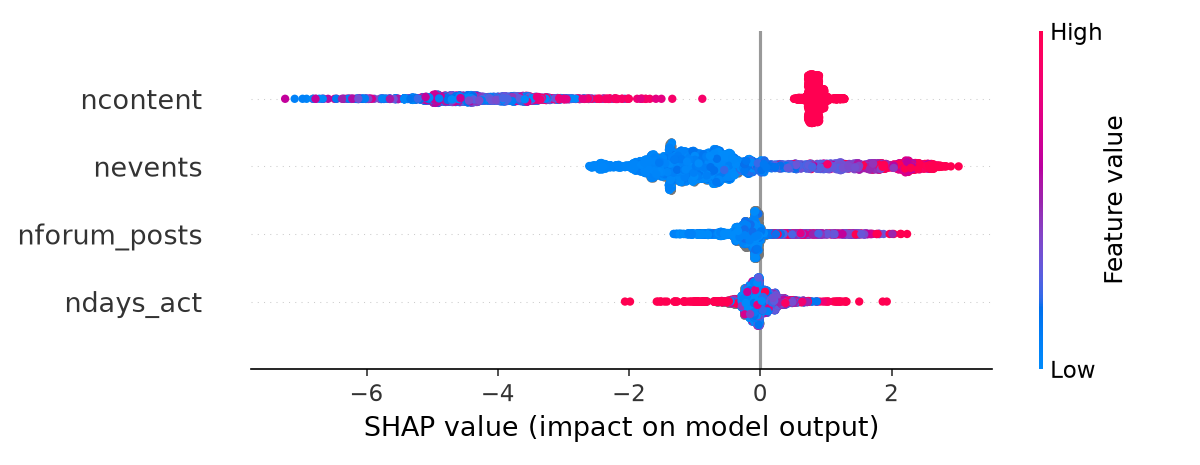 High
ncontent
nevents
nforum_posts
ndays_act
Feature value
Low
−6 −4 −2 0 2
SHAP value (impact on model output)